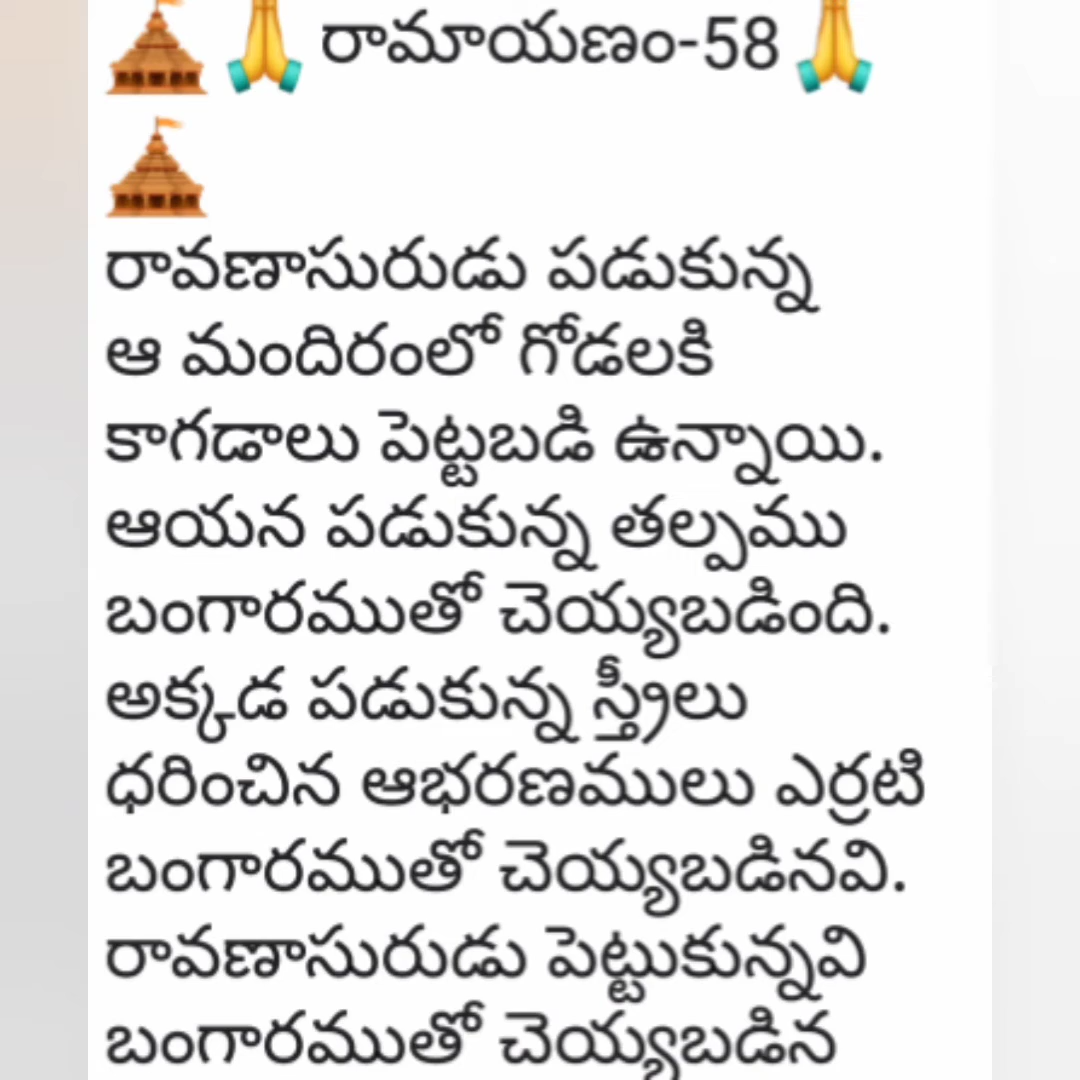 🛕🙏 రామాయణం-58🙏
🛕
రావణాసురుడు పడుకున్న
ఆ మందిరంలో గోడలకి
కాగడాలు పెట్టబడి ఉన్నాయి.
ఆయన పడుకున్న తల్పము
బంగారముతో చెయ్యబడింది.
అక్కడ పడుకున్న స్త్రీలు
ధరించిన ఆభరణములు ఎర్రటి
బంగారముతో చెయ్యబడినవి.
రావణాసురుడు పెట్టుకున్నవి
బంగారముతో చెయ్యబడిన